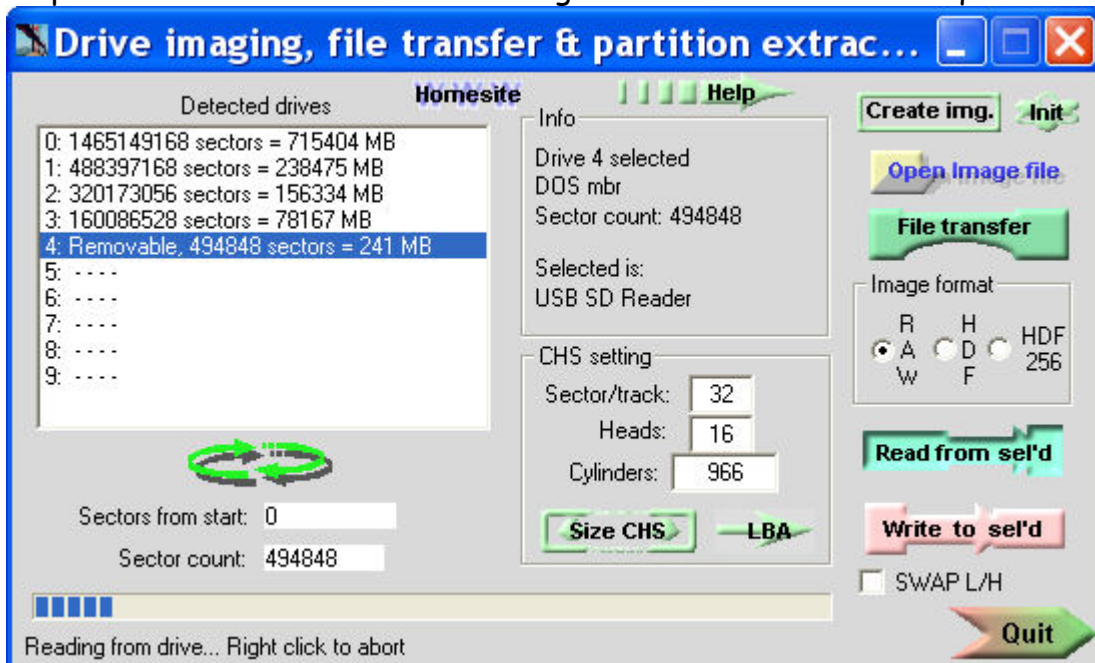 Drive imaging, file transfer & partition extrac...
Detected drives
Homesite
Help
0: 1465149168 sectors = 715404 MB
1: 488397168 sectors = 238475 MB
2: 320173056 sectors = 156334 MB
3: 160086528 sectors = 78167 MB
4: Removable, 494848 sectors = 241 MB
5: ----
6: ----
7: ----
8: ----
9: ----
Sectors from start: 0
Sector count: 494848
Info
Drive 4 selected
DOS mbr
Sector count: 494848
Selected is:
USB SD Reader
CHS setting
Sector/track: 32
Heads: 16
Cylinders: 966
Size CHS
LBA
Create img.
Init
Open Image file
File transfer
Image format
RAW
HDF
HDF 256
Read from sel'd
Write to sel'd
SWAP L/H
Quit
Reading from drive... Right click to abort